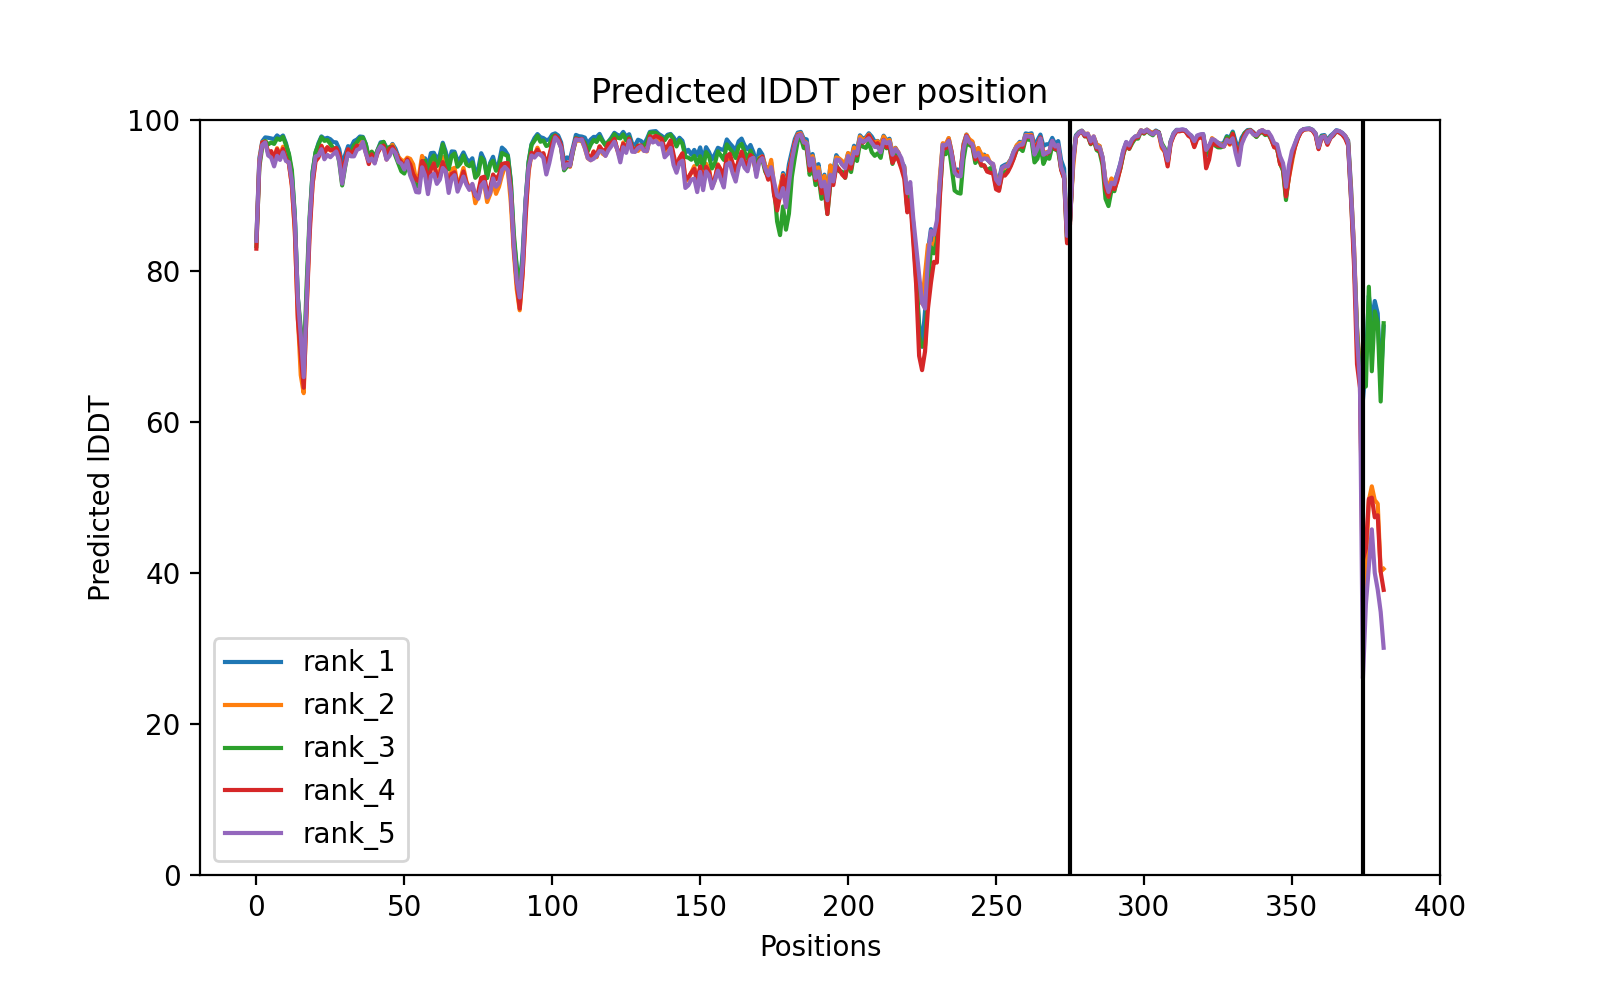 Predicted lDDT per position
100
80
60
40
20
0
Predicted lDDT
rank_1
rank_2
rank_3
rank_4
rank_5
0 50 100 150 200 250 300 350 400
Positions